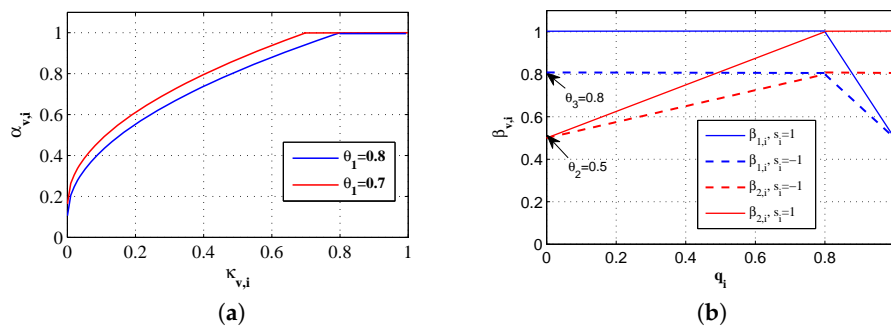 1
0.8
0.6
0.4
0.2
0
0
0.2
0.4
0.6
0.8
1
α_{v,i}
κ_{v,i}
θ_1=0.8
θ_1=0.7
(a)
1
0.8
0.6
0.4
0.2
0
0
0.2
0.4
0.6
0.8
β_{v,i}
q_i
θ_3=0.8
θ_2=0.5
β_{1,i}, s_i=1
β_{1,i}, s_i=−1
β_{2,i}, s_i=−1
β_{2,i}, s_i=1
(b)